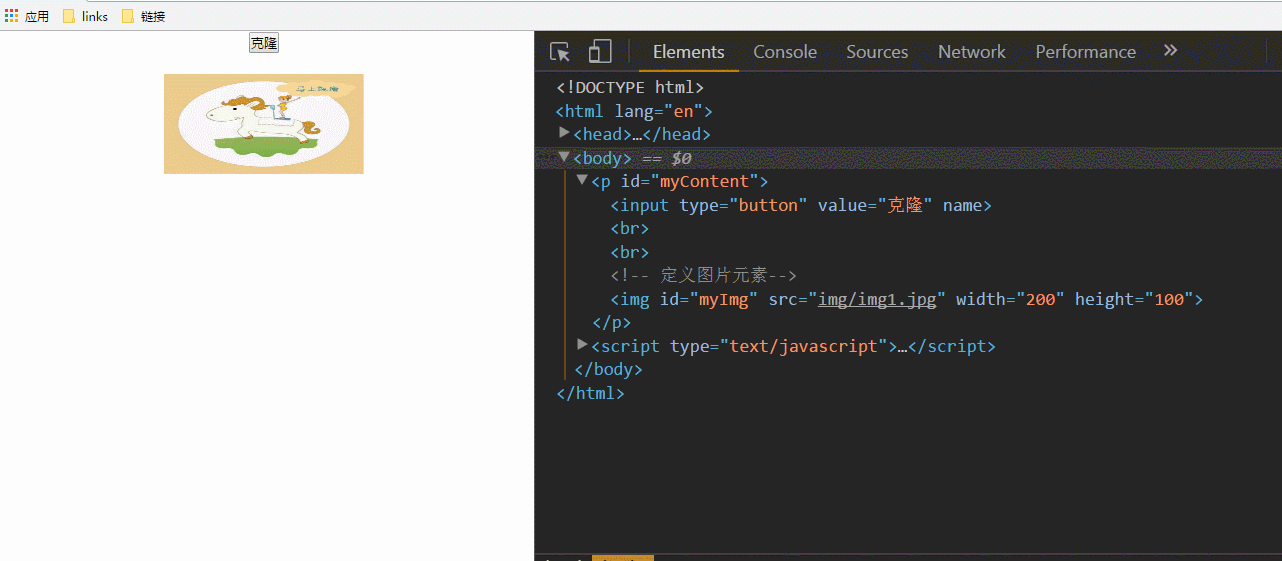 应用 links 链接
克隆
Elements Console Sources Network Performance »
<!DOCTYPE html>
<html lang="en">
<head>…</head>
<body> == $0
<p id="myContent">
<input type="button" value="克隆" name>
<br>
<br>
<!-- 定义图片元素-->
<img id="myImg" src="img/img1.jpg" width="200" height="100">
</p>
<script type="text/javascript">…</script>
</body>
</html>